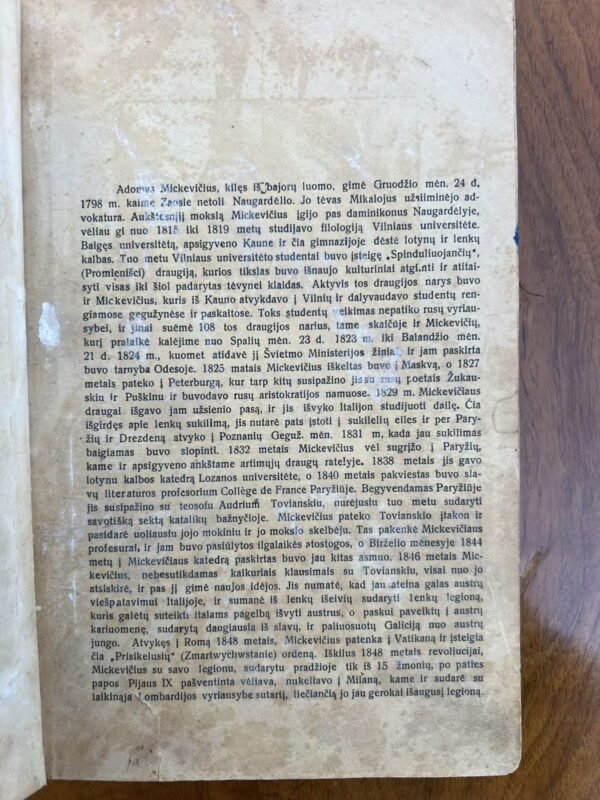 Adomas Mickevičius, kilęs iš bajorų luomo, gimė Gruodžio mėn. 24 d.
1798 m. kaime Zaosie netoli Naugardėlio. Jo tėvas Mikalojus užsiiminėjo ad-
vokatura. Aukštesnįjį mokslą Mickevičius įgijo pas daminikonus Naugardėlyje,
vėliau gi nuo 1815 iki 1819 metų studijavo filologiją Vilniaus universitėte.
Baigęs universitėtą, apsigyveno Kaune ir čia gimnazijoje dėstė lotynų ir lenkų
kalbas. Tuo metu Vilniaus universitėto studentai buvo įsteigę „Spinduliuojančių",
(Promienišci) draugiją, kurios tikslas buvo išnaujo kulturiniai atgimti ir atitai-
syti visas iki šiol padarytas tėvynei klaidas. Aktyvis tos draugijos narys buvo
ir Mickevičius, kuris iš Kauno atvykdavo į Vilnių ir dalyvaudavo studentų ren-
giamose gegužynėse ir paskaitose. Toks studentų veikimas nepatiko rusų vyriau-
sybei, ir jinai suėmė 108 tos draugijos narius, tame skaičiuje ir Mickevičių,
kurį pralaikė kalėjime nuo Spalių mėn. 23 d. 1823 m. iki Balandžio mėn.
21 d. 1824 m., kuomet atidavė jį Švietmo Ministerijos žiniai, ir jam paskirta
buvo tarnyba Odesoje. 1825 matais Mickevičius iškeltas buvo į Maskvą, o 1827
metais pateko į Peterburgą, kur tarp kitų susipažino jis su rusų poetais Žukau-
skiu ir Puškinu ir buvodavo rusų aristokratijos namuose. 1829 m. Mickevičiaus
draugai išgavo jam užsienio pasą, ir jis išvyko Italijon studijuoti dailę. Čia
išgirdęs apie lenkų sukilimą, jis nutarė pats įstoti į sukilėlių eiles ir per Pary-
žių ir Drezdeną atvyko į Poznanių Geguž. mėn. 1831 m, kada jau sukilimas
baigiamas buvo slopinti. 1832 metais Mickevičius vėl sugrįžo į Paryžių,
kame ir apsigyveno ankštame artimųjų draugų ratelyje. 1838 metais jis gavo
lotynų kalbos katedrą Lozanos universitėte, o 1840 metais pakviestas buvo sla-
vų literaturos profesorium Collège de France Paryžiuje. Begyvendamas Paryžiuje
jis susipažino su teosofu Audrium Tovianskiu, nurėjusiu tuo metu sudaryti
savotišką sektą katalikų bažnyčioje. Mickevičius pateko Tovianskio įtakon ir
pasidarė uoliausiu jojo mokiniu ir jo mokslo skelbėju. Tas pakenkė Mickevičiaus
profesurai, ir jam buvo pasiūlytos ilgalaikės atostogos, o Birželio mėnesyje 1844
metų į Mickevičiaus katedrą paskirtas buvo jau kitas asmuo. 1846 metais Mic-
kevičius, nebesutikdamas kaikuriais klausimais su Tovianskiu, visai nuo jo
atsiskirė, ir pas jį gimė naujos idėjos. Jis numatė, kad jau ateina galas austrų
viešpatavimui Italijoje, ir sumanė iš lenkų išeivių sudaryti lenkų legioną,
kuris galėtų suteikti italams pagelbą išvyti austrus, o paskui paveiktų į austrų
kariuomenę, sudarytą daugiausia iš slavų, ir paliuosuotų Galiciją nuo austrų
jungo. Atvykęs į Romą 1848 metais, Mickevičius patenka į Vatikaną ir įsteigia
čia „Prisikelusių" (Zmartwychwstanie) ordeną. Iškilus 1848 metais revoliucijai,
Mickevičius su savo legionu, sudarytu pradžioje tik iš 15 žmonių, po paties
papos Pijaus IX pašventinta vėliava, nukeliavo į Milaną, kame ir sudarė su
laikinąja Lombardijos vyriausybe sutartį, liečiančią jo jau gerokai išaugusį legioną.